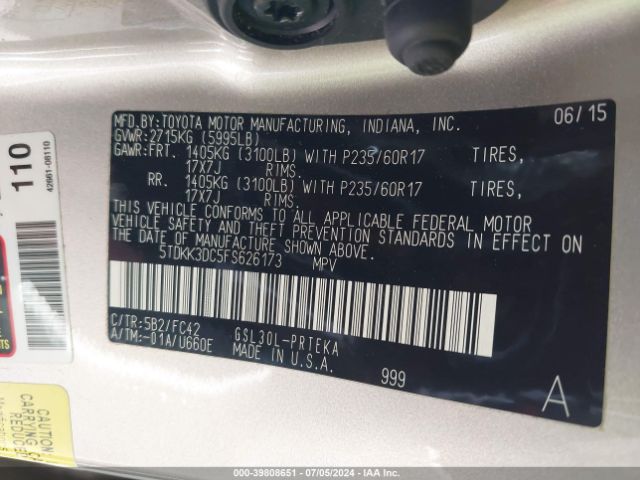 MFD.BY:TOYOTA MOTOR MANUFACTURING, INDIANA, INC. 06/15
GVWR:2715KG (5995LB)
GAWR:FRT. 1405KG (3100LB) WITH P235/60R17 TIRES,
17X7J RIMS.
RR. 1405KG (3100LB) WITH P235/60R17 TIRES,
17X7J RIMS.
THIS VEHICLE CONFORMS TO ALL APPLICABLE FEDERAL MOTOR
VEHICLE SAFETY AND THEFT PREVENTION STANDARDS IN EFFECT ON
THE DATE OF MANUFACTURE SHOWN ABOVE.
5TDKK3DC5FS626173 MPV
C/TR:5B2/FC42 GSL30L-PRTEKA
A/TM:-01A/U660E MADE IN U.S.A.
999
A
110
42661-08110
CAUTION
CARRYING
REDUCE
000-39808651 - 07/05/2024 - IAA Inc.